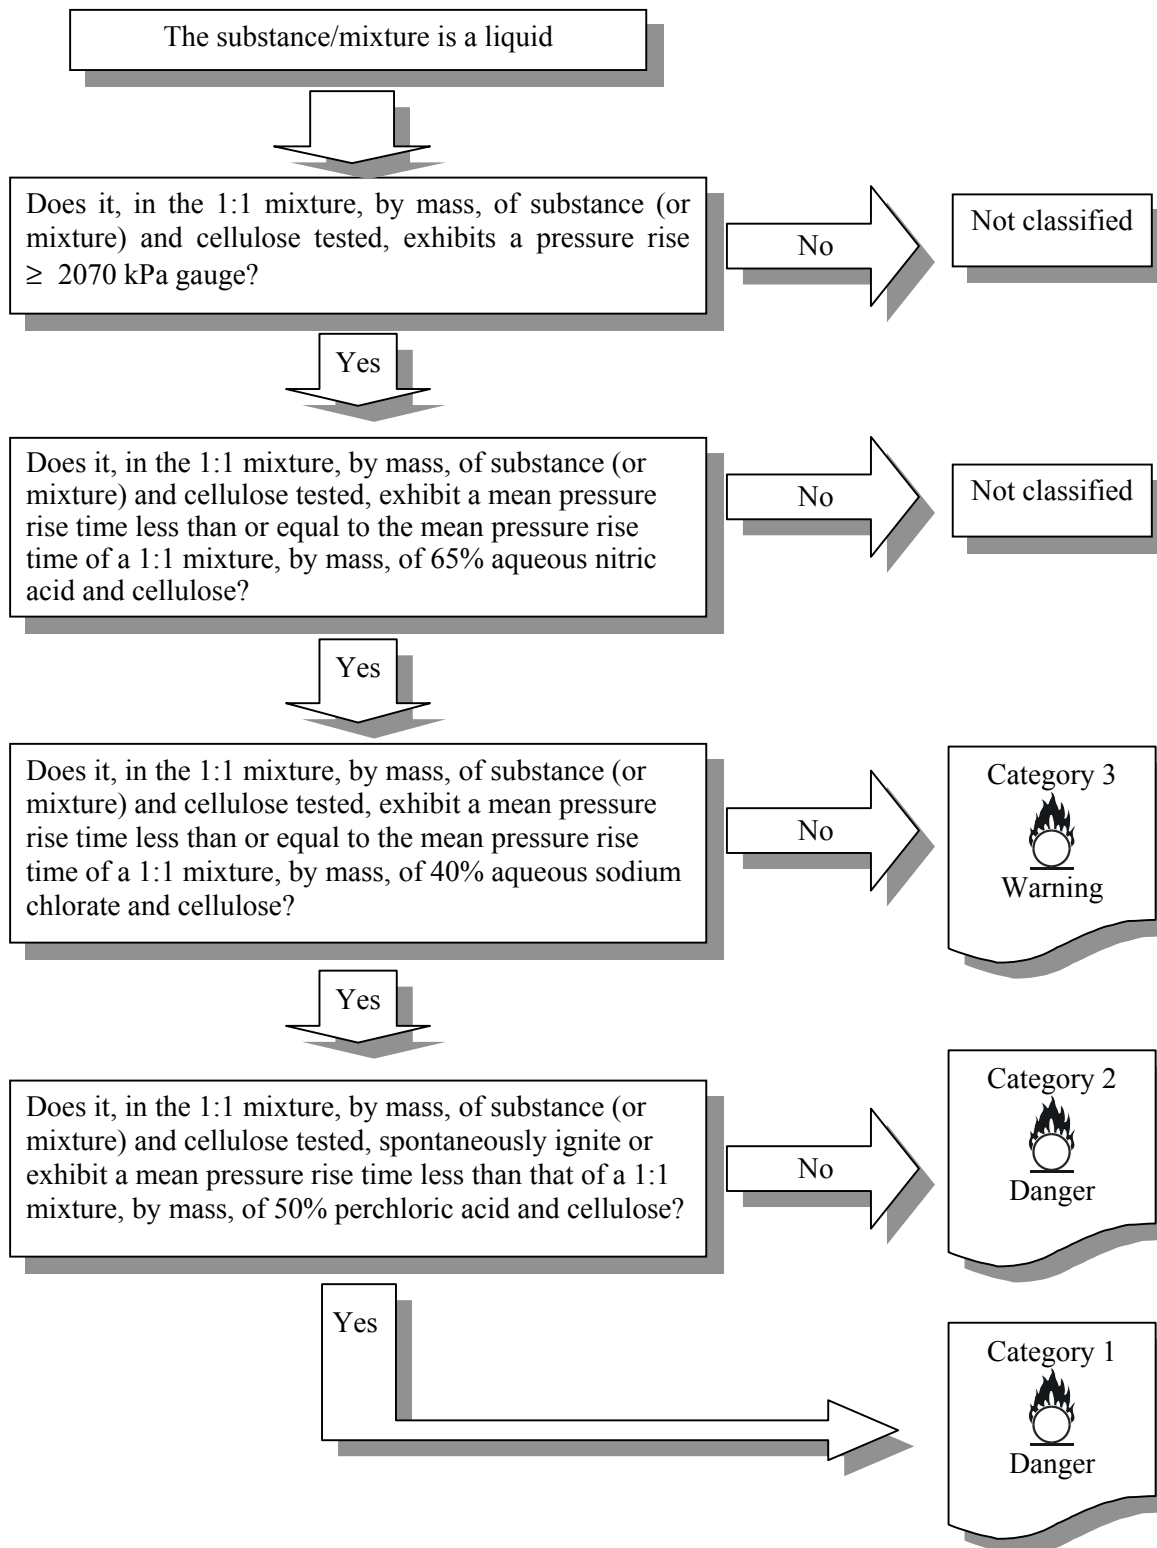 The substance/mixture is a liquid
Does it, in the 1:1 mixture, by mass, of substance (or
mixture) and cellulose tested, exhibits a pressure rise
≥ 2070 kPa gauge?
No
Not classified
Yes
Does it, in the 1:1 mixture, by mass, of substance (or
mixture) and cellulose tested, exhibit a mean pressure
rise time less than or equal to the mean pressure rise
time of a 1:1 mixture, by mass, of 65% aqueous nitric
acid and cellulose?
No
Not classified
Yes
Does it, in the 1:1 mixture, by mass, of substance (or
mixture) and cellulose tested, exhibit a mean pressure
rise time less than or equal to the mean pressure rise
time of a 1:1 mixture, by mass, of 40% aqueous sodium
chlorate and cellulose?
No
Category 3
Warning
Yes
Does it, in the 1:1 mixture, by mass, of substance (or
mixture) and cellulose tested, spontaneously ignite or
exhibit a mean pressure rise time less than that of a 1:1
mixture, by mass, of 50% perchloric acid and cellulose?
No
Category 2
Danger
Yes
Category 1
Danger